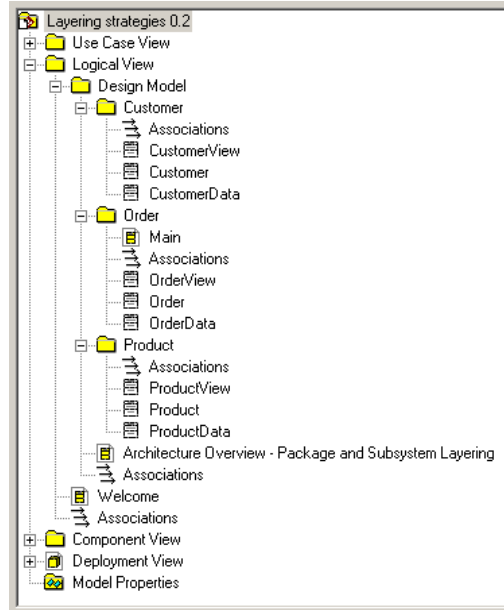 Layering strategies 0.2
Use Case View
Logical View
Design Model
Customer
Associations
CustomerView
Customer
CustomerData
Order
Main
Associations
OrderView
Order
OrderData
Product
Associations
ProductView
Product
ProductData
Architecture Overview - Package and Subsystem Layering
Associations
Welcome
Associations
Component View
Deployment View
Model Properties